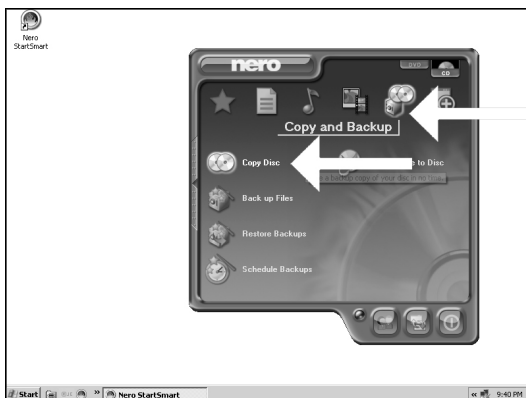 Nero
StartSmart
nero
DVD
CD
Copy and Backup
Copy Disc
e to Disc
a backup copy of your disc in no time.
Back up Files
Restore Backups
Schedule Backups
Start
Nero StartSmart
9:40 PM